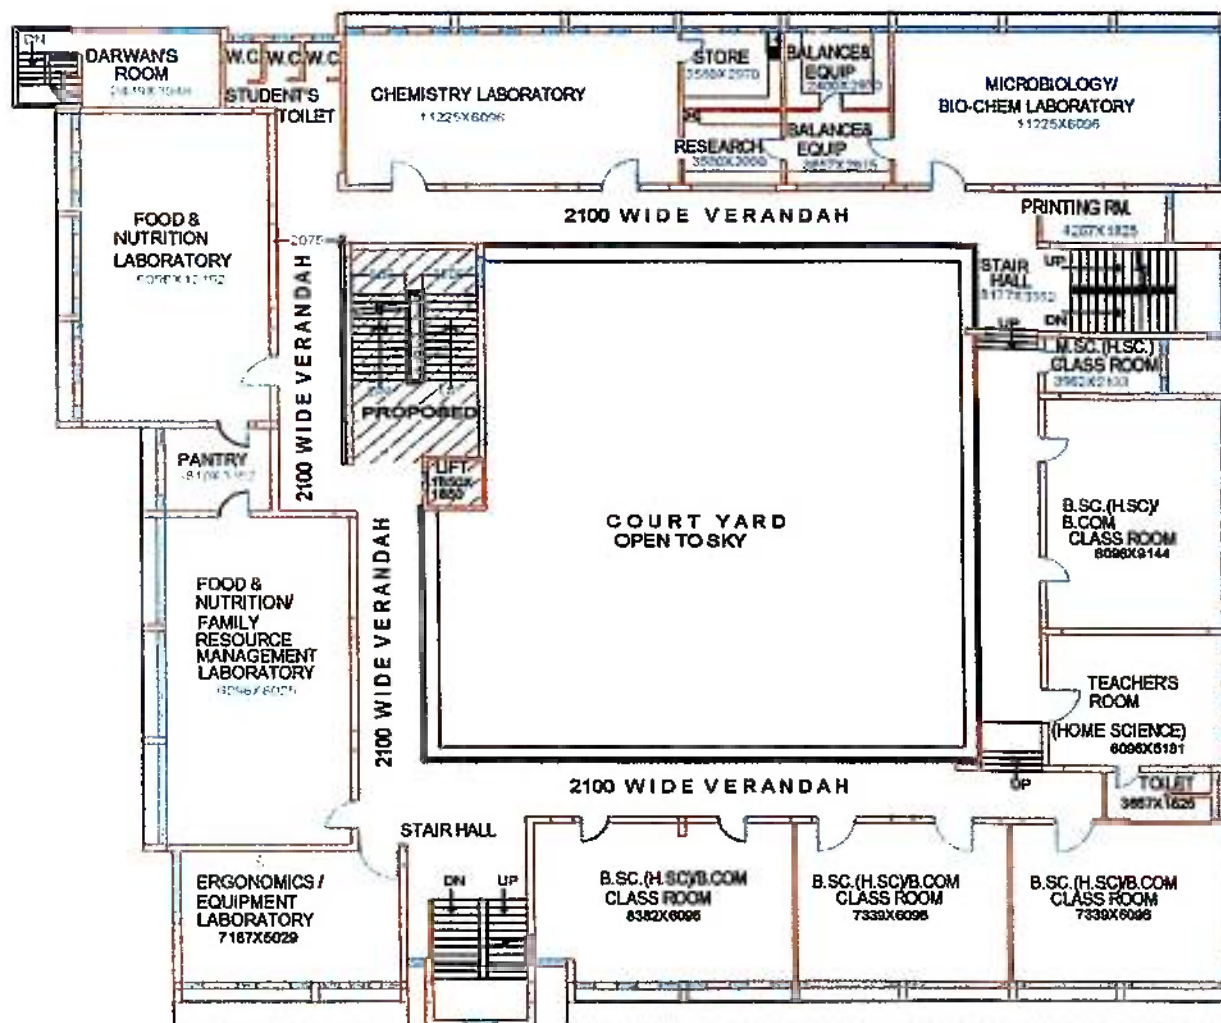 DN
DARWAN'S
ROOM
W.C
W.C
W.C
STUDENT'S
TOILET
CHEMISTRY LABORATORY
11225X6096
STORE
BALANCE&
EQUIP
MICROBIOLOGY/
BIO-CHEM LABORATORY
11225X6096
RESEARCH
BALANCE&
EQUIP
2100 WIDE VERANDAH
PRINTING RM.
FOOD &
NUTRITION
LABORATORY
2075
2100 WIDE VERANDAH
STAIR
HALL
UP
DN
UP
M.SC.(H.SC.)
CLASS ROOM
PROPOSED
LIFT
PANTRY
COURT YARD
OPEN TO SKY
B.SC.(H.SC)/
B.COM
CLASS ROOM
6096X9144
2100 WIDE VERANDAH
FOOD &
NUTRITION/
FAMILY
RESOURCE
MANAGEMENT
LABORATORY
TEACHER'S
ROOM
(HOME SCIENCE)
6096X5181
UP
TOILET
2100 WIDE VERANDAH
STAIR HALL
DN
UP
ERGONOMICS /
EQUIPMENT
LABORATORY
7187X5029
B.SC.(H.SC)/B.COM
CLASS ROOM
8382X6096
B.SC.(H.SC)/B.COM
CLASS ROOM
7339X6096
B.SC.(H.SC)/B.COM
CLASS ROOM
7339X6096